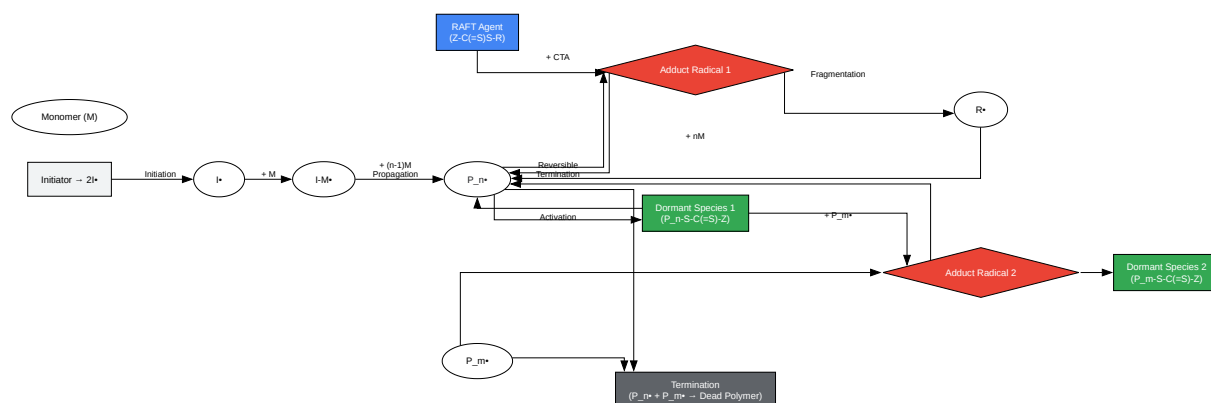 RAFT Agent
(Z-C(=S)S-R)
+ CTA
Adduct Radical 1
Fragmentation
R•
Monomer (M)
+ nM
Initiator → 2I•
Initiation
I•
+ M
I-M•
+ (n-1)M
Propagation
P_n•
Reversible
Termination
Activation
Dormant Species 1
(P_n-S-C(=S)-Z)
+ P_m•
Adduct Radical 2
Dormant Species 2
(P_m-S-C(=S)-Z)
P_m•
Termination
(P_n• + P_m• → Dead Polymer)